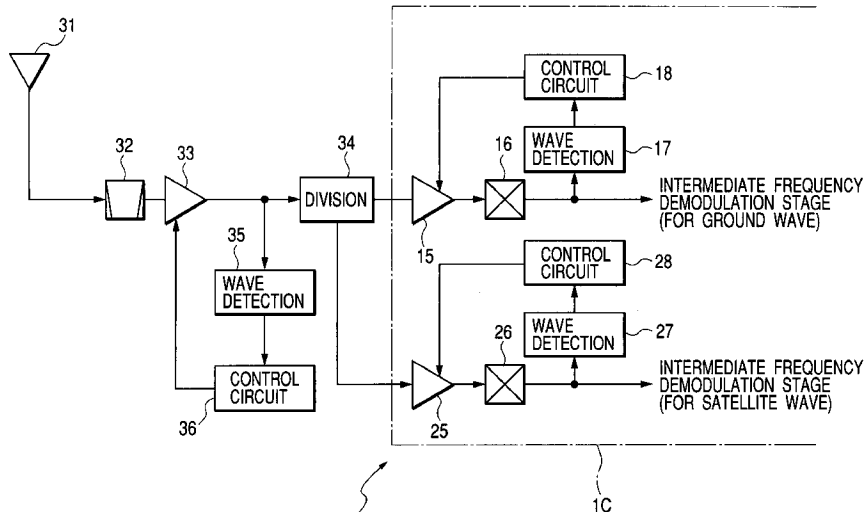 31
32
33
34
DIVISION
35
WAVE
DETECTION
CONTROL
CIRCUIT
36
CONTROL
CIRCUIT
18
WAVE
DETECTION
17
16
15
INTERMEDIATE FREQUENCY
DEMODULATION STAGE
(FOR GROUND WAVE)
CONTROL
CIRCUIT
28
WAVE
DETECTION
27
26
25
INTERMEDIATE FREQUENCY
DEMODULATION STAGE
(FOR SATELLITE WAVE)
1C